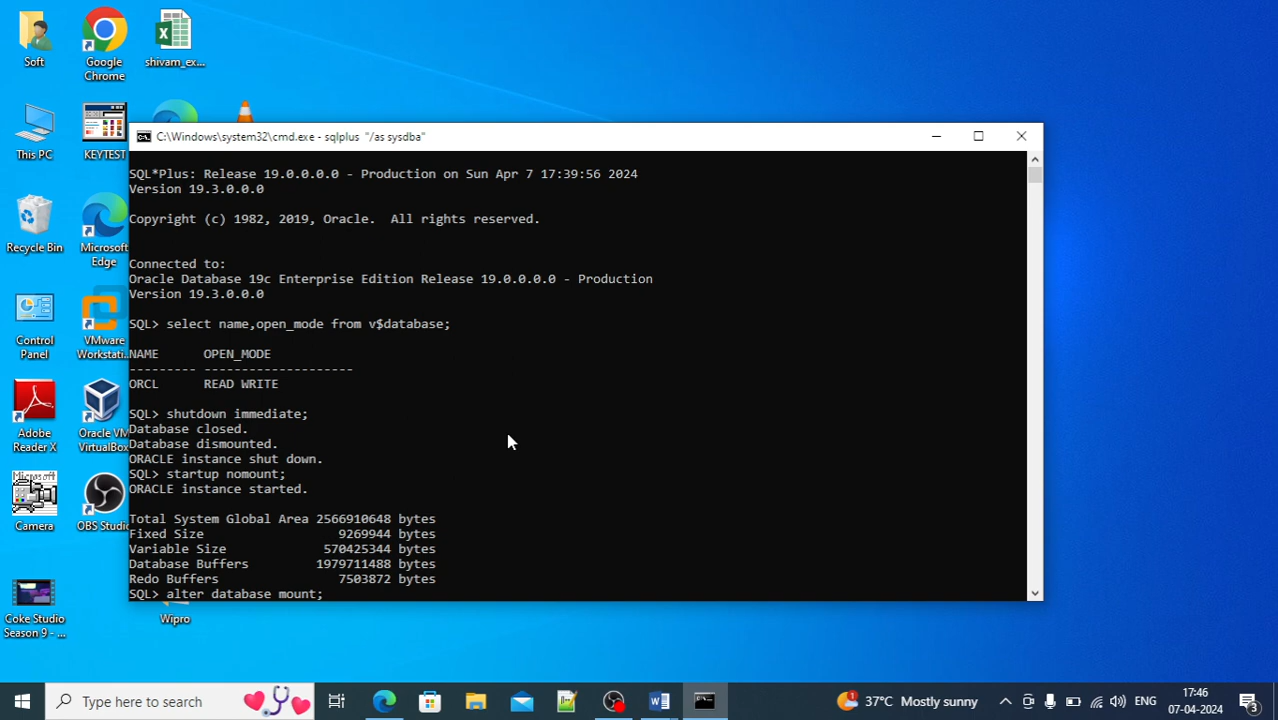 Soft
Google
Chrome
shivam_ex...
This PC
KEYTEST
Recycle Bin
Microsoft
Edge
Control
Panel
VMware
Workstati...
Adobe
Reader X
Oracle VM
VirtualBox
Microsoft
Camera
OBS Studio
Coke Studio
Season 9 - ...
Wipro
C:\Windows\system32\cmd.exe - sqlplus  "/as sysdba"
SQL*Plus: Release 19.0.0.0.0 - Production on Sun Apr 7 17:39:56 2024
Version 19.3.0.0.0
Copyright (c) 1982, 2019, Oracle.  All rights reserved.
Connected to:
Oracle Database 19c Enterprise Edition Release 19.0.0.0.0 - Production
Version 19.3.0.0.0
SQL> select name,open_mode from v$database;
NAME      OPEN_MODE
--------- --------------------
ORCL      READ WRITE
SQL> shutdown immediate;
Database closed.
Database dismounted.
ORACLE instance shut down.
SQL> startup nomount;
ORACLE instance started.
Total System Global Area 2566910648 bytes
Fixed Size                  9269944 bytes
Variable Size             570425344 bytes
Database Buffers         1979711488 bytes
Redo Buffers                7503872 bytes
SQL> alter database mount;
Type here to search
1
37°C  Mostly sunny
ENG
17:46
07-04-2024
3